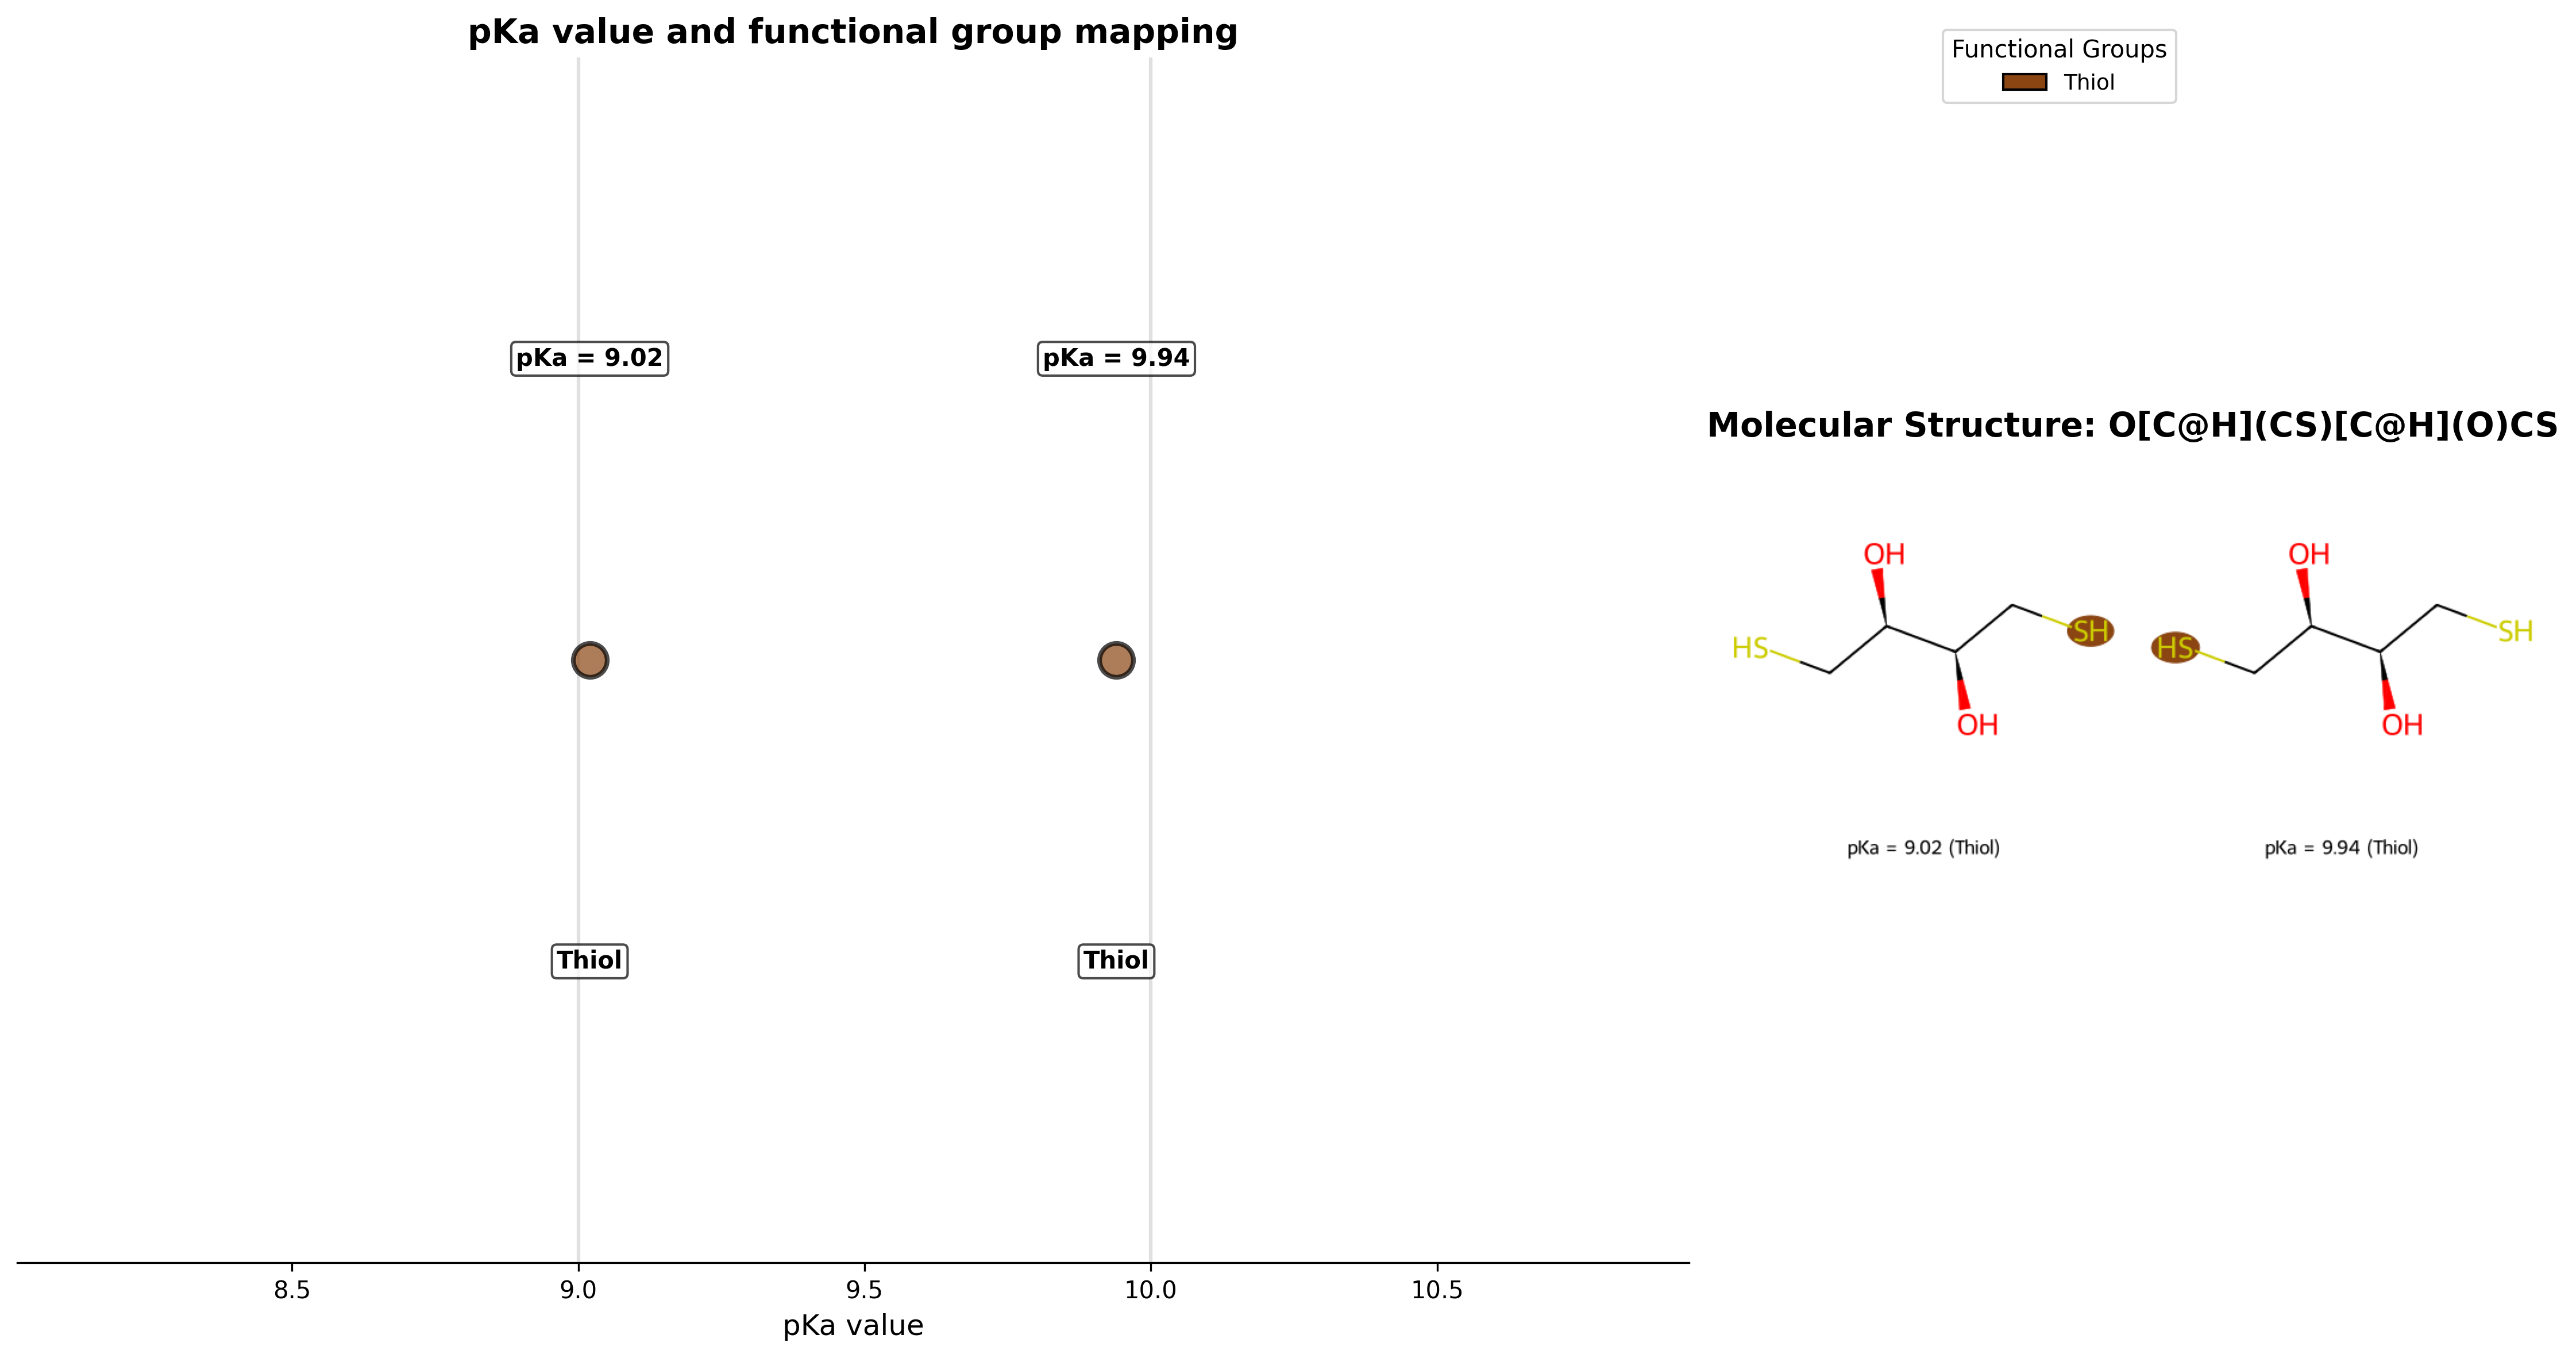 pKa value and functional group mapping
Functional Groups
Thiol
pKa = 9.02
pKa = 9.94
Thiol
Thiol
8.5
9.0
9.5
10.0
10.5
pKa value
Molecular Structure: O[C@H](CS)[C@H](O)CS
OH
HS
SH
OH
OH
HS
SH
OH
pKa = 9.02 (Thiol)
pKa = 9.94 (Thiol)